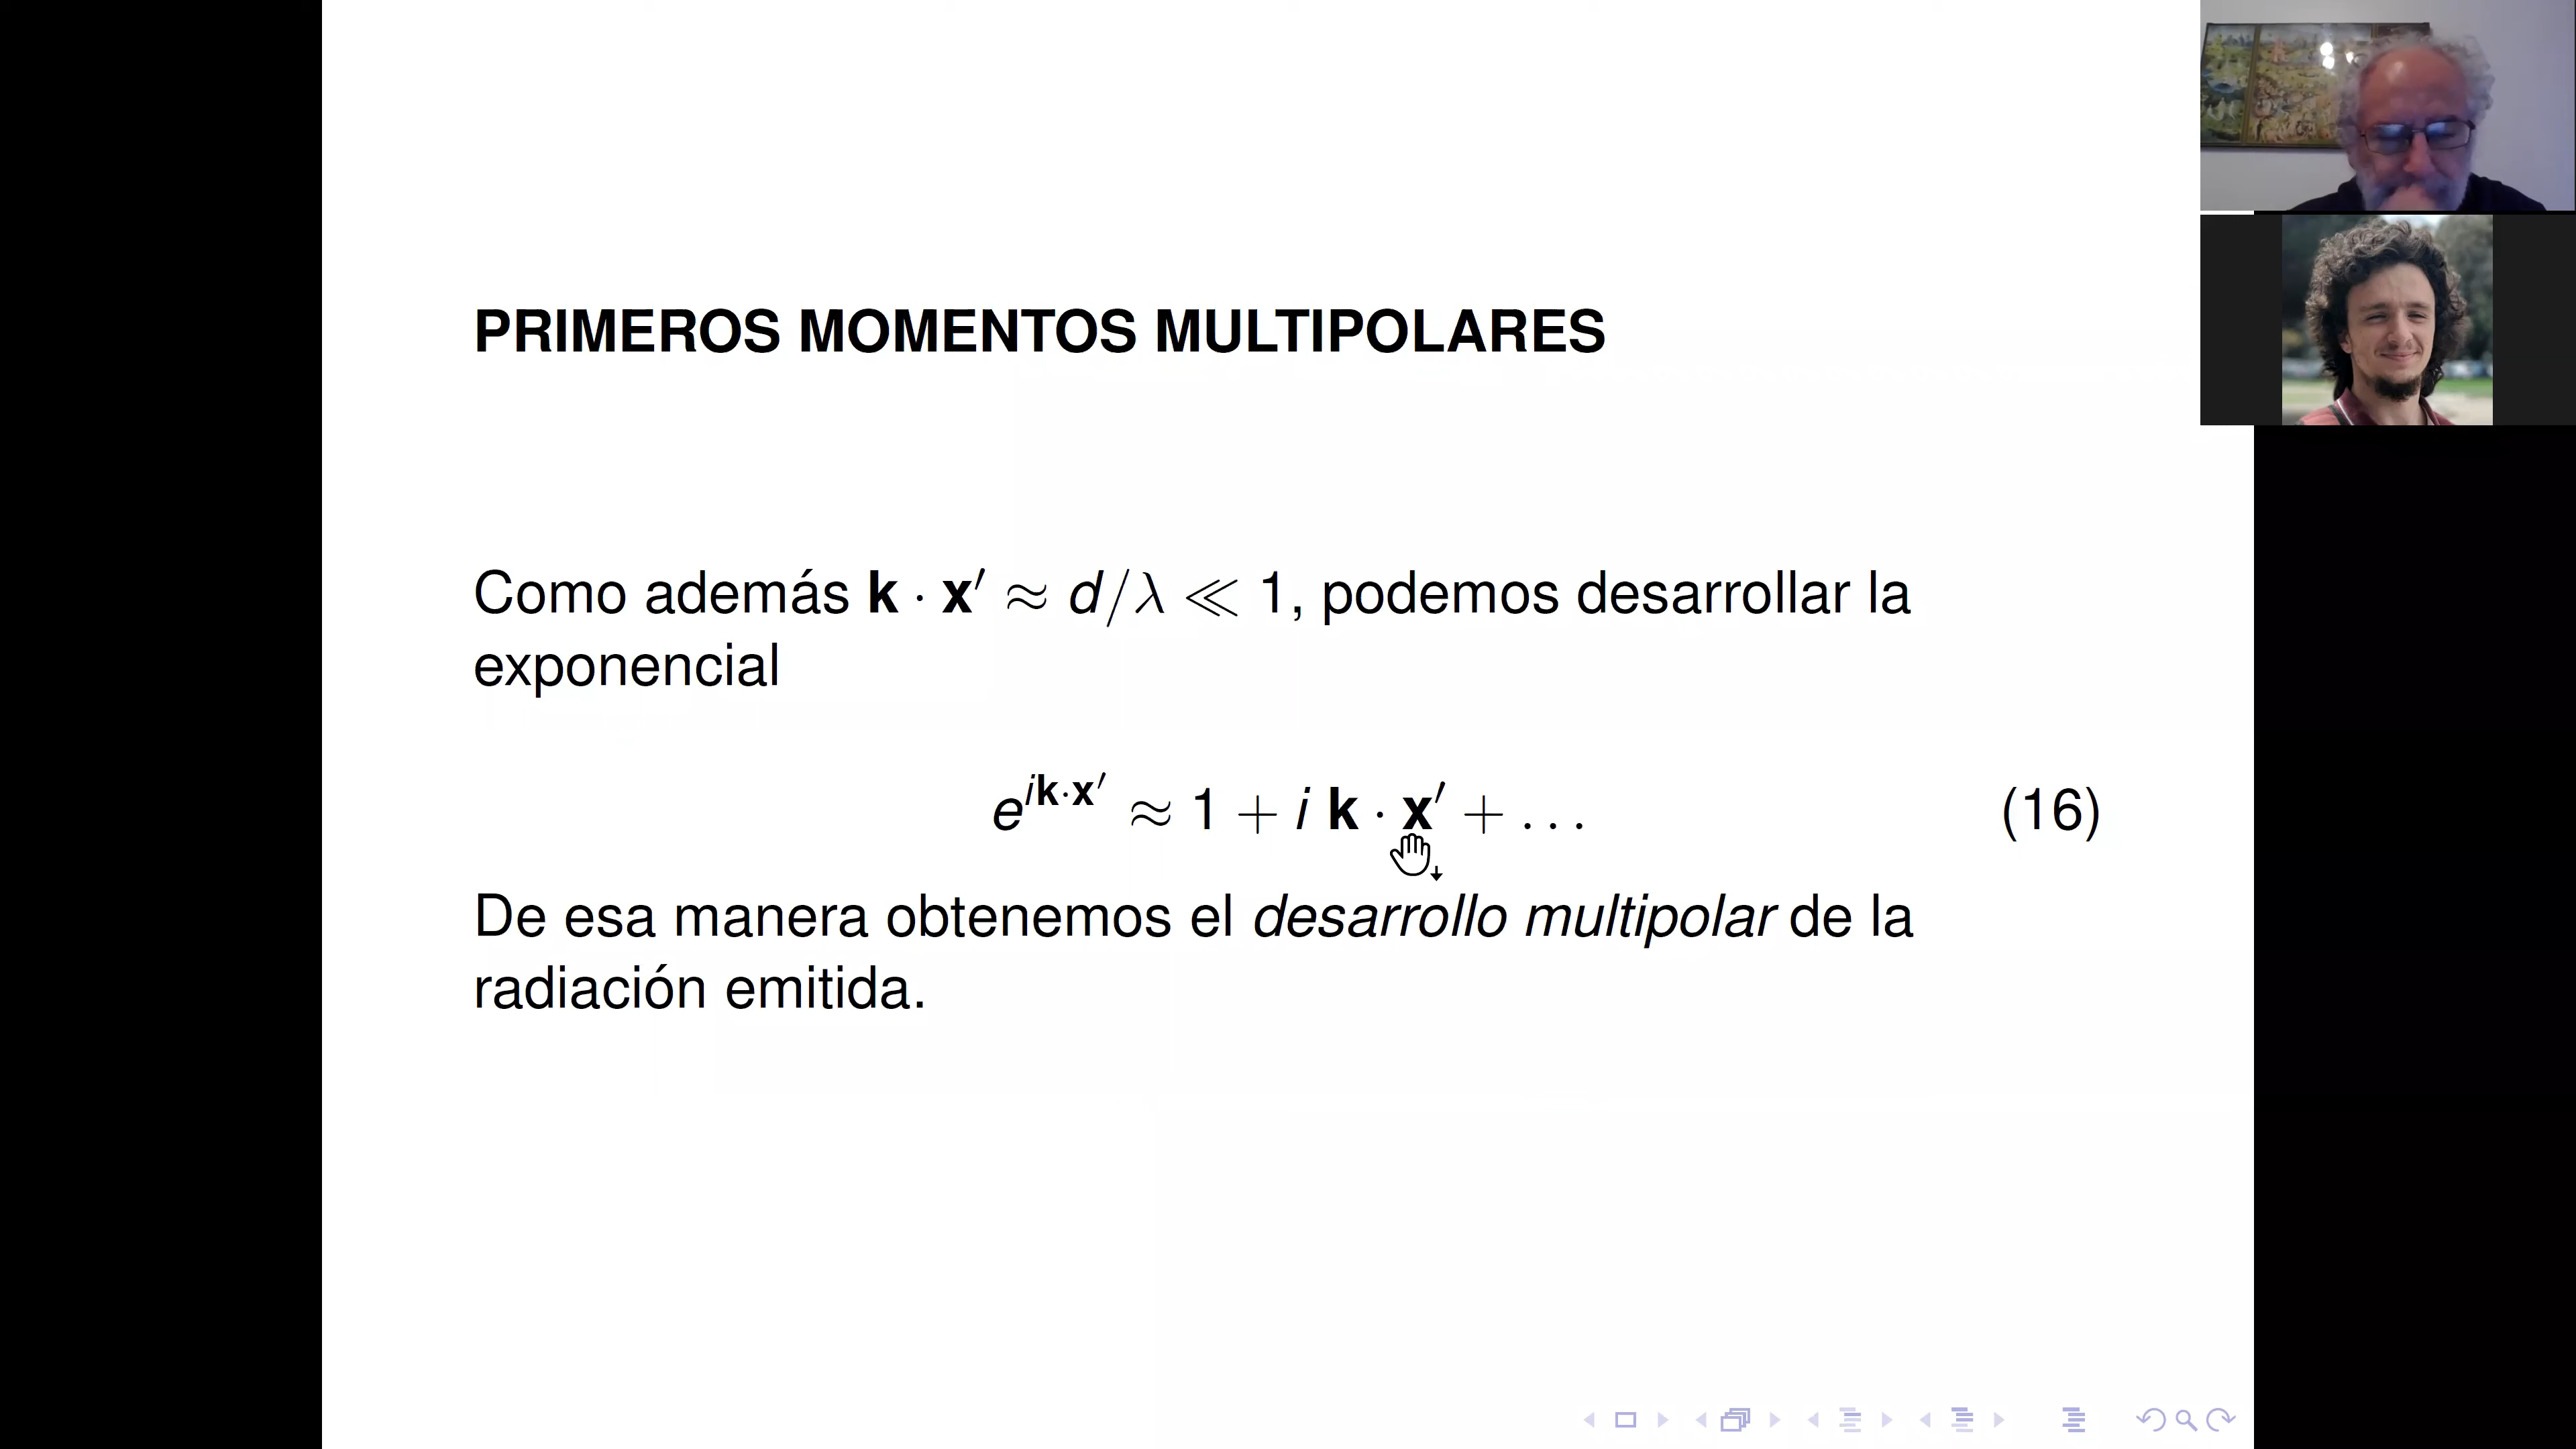 PRIMEROS MOMENTOS MULTIPOLARES
Como además k · x′ ≈ d/λ ≪ 1, podemos desarrollar la
exponencial
e^{ik·x′} ≈ 1 + i k · x′ + … (16)
De esa manera obtenemos el desarrollo multipolar de la
radiación emitida.